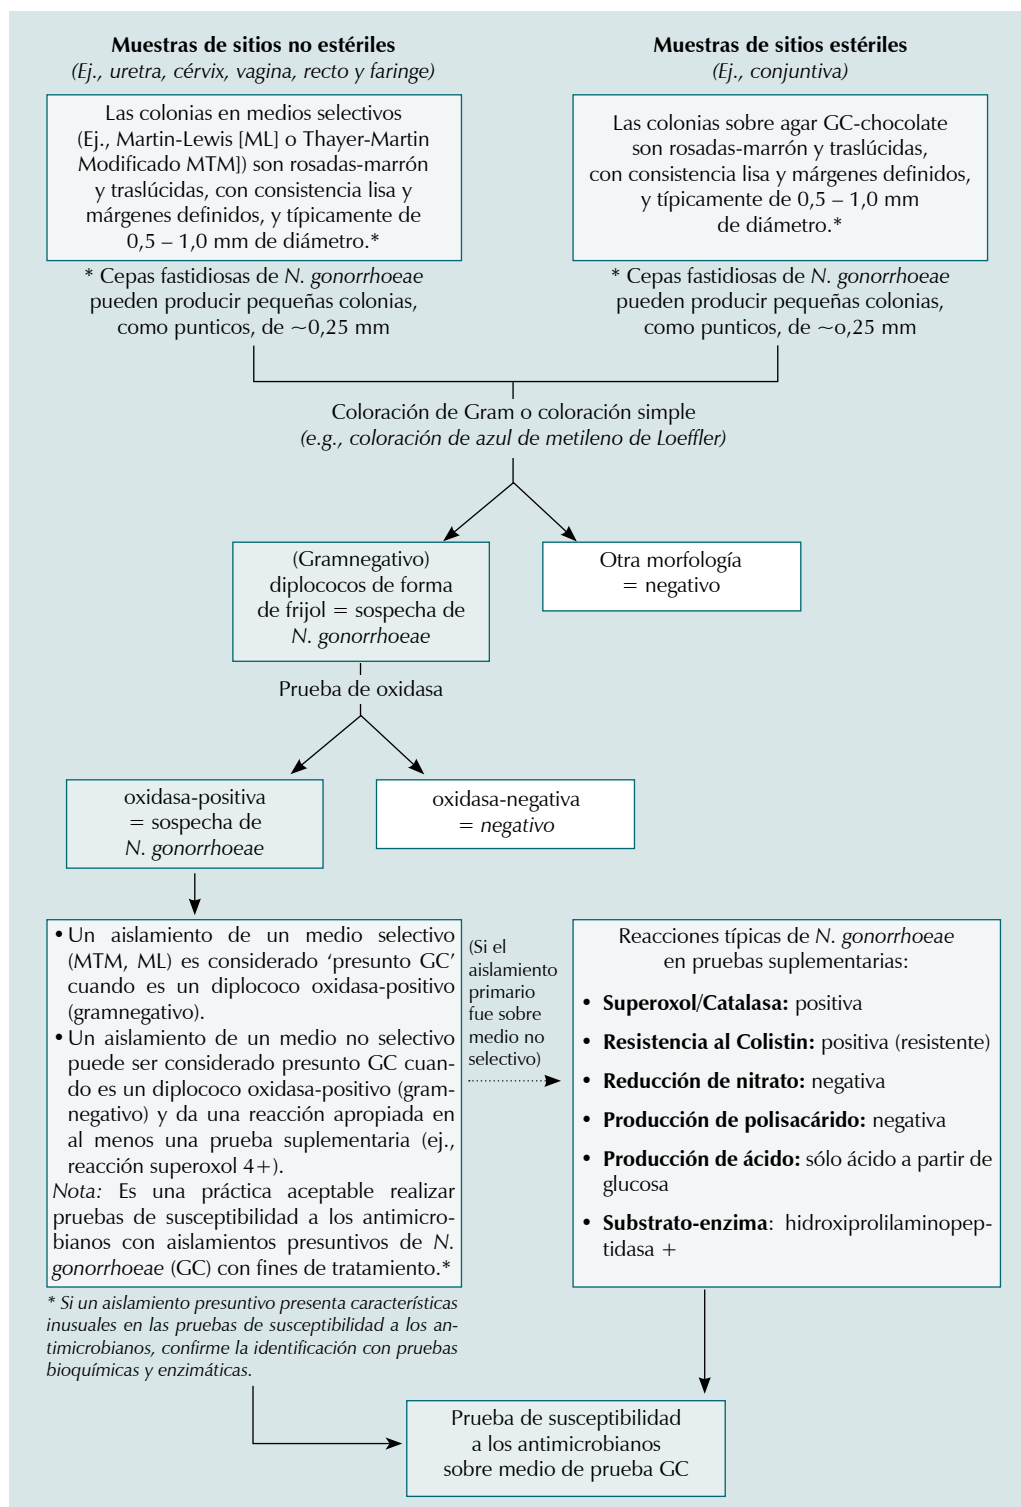 Muestras de sitios no estériles
(Ej., uretra, cérvix, vagina, recto y faringe)
Las colonias en medios selectivos
(Ej., Martin-Lewis [ML] o Thayer-Martin
Modificado MTM]) son rosadas-marrón
y traslúcidas, con consistencia lisa y
márgenes definidos, y típicamente de
0,5 – 1,0 mm de diámetro.*
* Cepas fastidiosas de N. gonorrhoeae
pueden producir pequeñas colonias,
como punticos, de ~0,25 mm
Muestras de sitios estériles
(Ej., conjuntiva)
Las colonias sobre agar GC-chocolate
son rosadas-marrón y traslúcidas,
con consistencia lisa y márgenes definidos,
y típicamente de 0,5 – 1,0 mm
de diámetro.*
* Cepas fastidiosas de N. gonorrhoeae
pueden producir pequeñas colonias,
como punticos, de ~o,25 mm
Coloración de Gram o coloración simple
(e.g., coloración de azul de metileno de Loeffler)
(Gramnegativo)
diplococos de forma
de frijol = sospecha de
N. gonorrhoeae
Otra morfología
= negativo
Prueba de oxidasa
oxidasa-positiva
= sospecha de
N. gonorrhoeae
oxidasa-negativa
= negativo
• Un aislamiento de un medio selectivo
(MTM, ML) es considerado ‘presunto GC’
cuando es un diplococo oxidasa-positivo
(gramnegativo).
• Un aislamiento de un medio no selectivo
puede ser considerado presunto GC cuan-
do es un diplococo oxidasa-positivo (gram-
negativo) y da una reacción apropiada en
al menos una prueba suplementaria (ej.,
reacción superoxol 4+).
Nota: Es una práctica aceptable realizar
pruebas de susceptibilidad a los antimicro-
bianos con aislamientos presuntivos de N.
gonorrhoeae (GC) con fines de tratamiento.*
* Si un aislamiento presuntivo presenta características
inusuales en las pruebas de susceptibilidad a los an-
timicrobianos, confirme la identificación con pruebas
bioquímicas y enzimáticas.
(Si el
aislamiento
primario
fue sobre
medio no
selectivo)
Reacciones típicas de N. gonorrhoeae
en pruebas suplementarias:
• Superoxol/Catalasa: positiva
• Resistencia al Colistin: positiva (resistente)
• Reducción de nitrato: negativa
• Producción de polisacárido: negativa
• Producción de ácido: sólo ácido a partir de
glucosa
• Substrato-enzima: hidroxiprolilaminopep-
tidasa +
Prueba de susceptibilidad
a los antimicrobianos
sobre medio de prueba GC